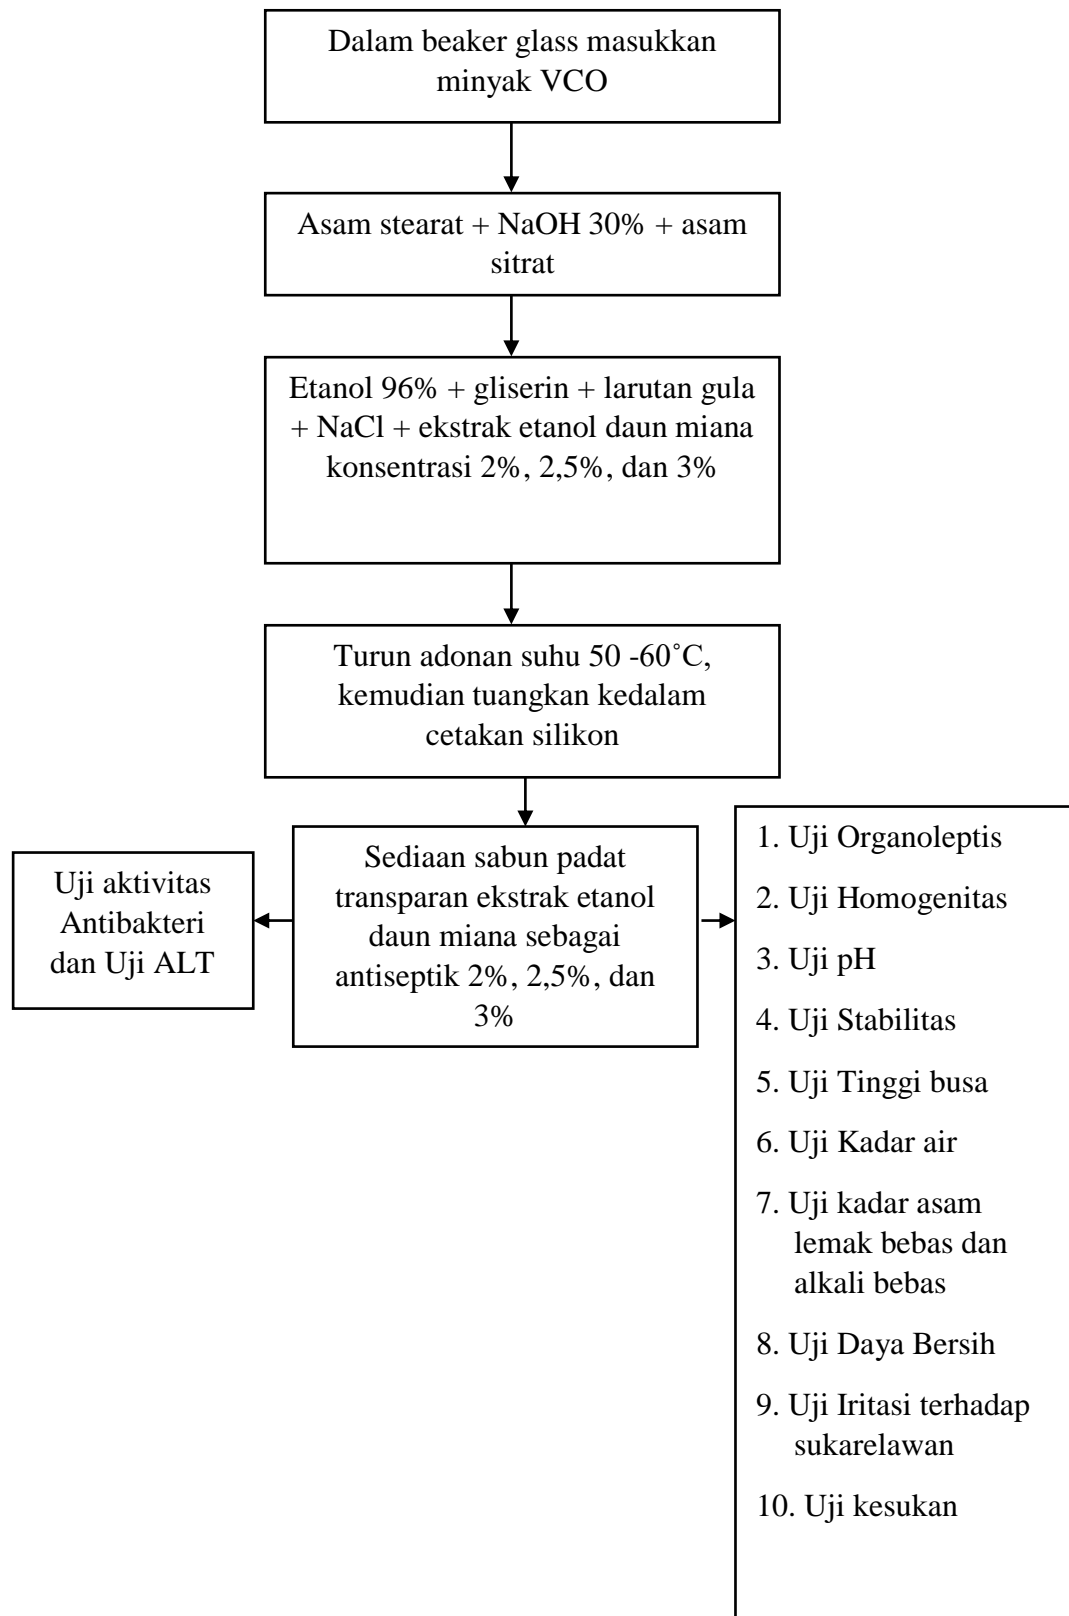 Dalam beaker glass masukkan
minyak VCO
Asam stearat + NaOH 30% + asam
sitrat
Etanol 96% + gliserin + larutan gula
+ NaCl + ekstrak etanol daun miana
konsentrasi 2%, 2,5%, dan 3%
Turun adonan suhu 50 -60˚C,
kemudian tuangkan kedalam
cetakan silikon
Uji aktivitas
Antibakteri
dan Uji ALT
Sediaan sabun padat
transparan ekstrak etanol
daun miana sebagai
antiseptik 2%, 2,5%, dan
3%
1. Uji Organoleptis
2. Uji Homogenitas
3. Uji pH
4. Uji Stabilitas
5. Uji Tinggi busa
6. Uji Kadar air
7. Uji kadar asam
lemak bebas dan
alkali bebas
8. Uji Daya Bersih
9. Uji Iritasi terhadap
sukarelawan
10. Uji kesukan